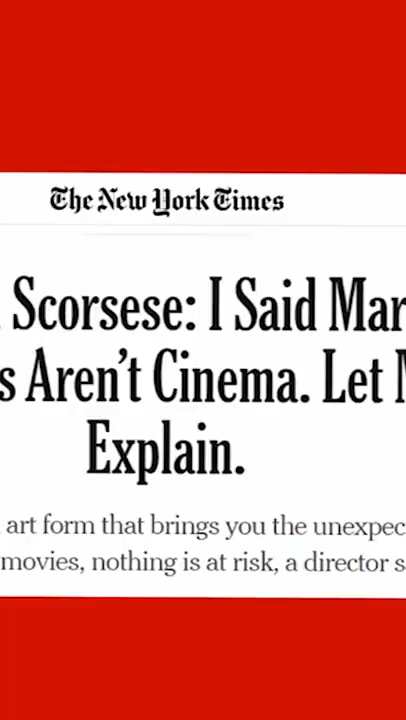 The New York Times
Scorsese: I Said Mar
s Aren't Cinema. Let
Explain.
art form that brings you the unexpec
movies, nothing is at risk, a director s